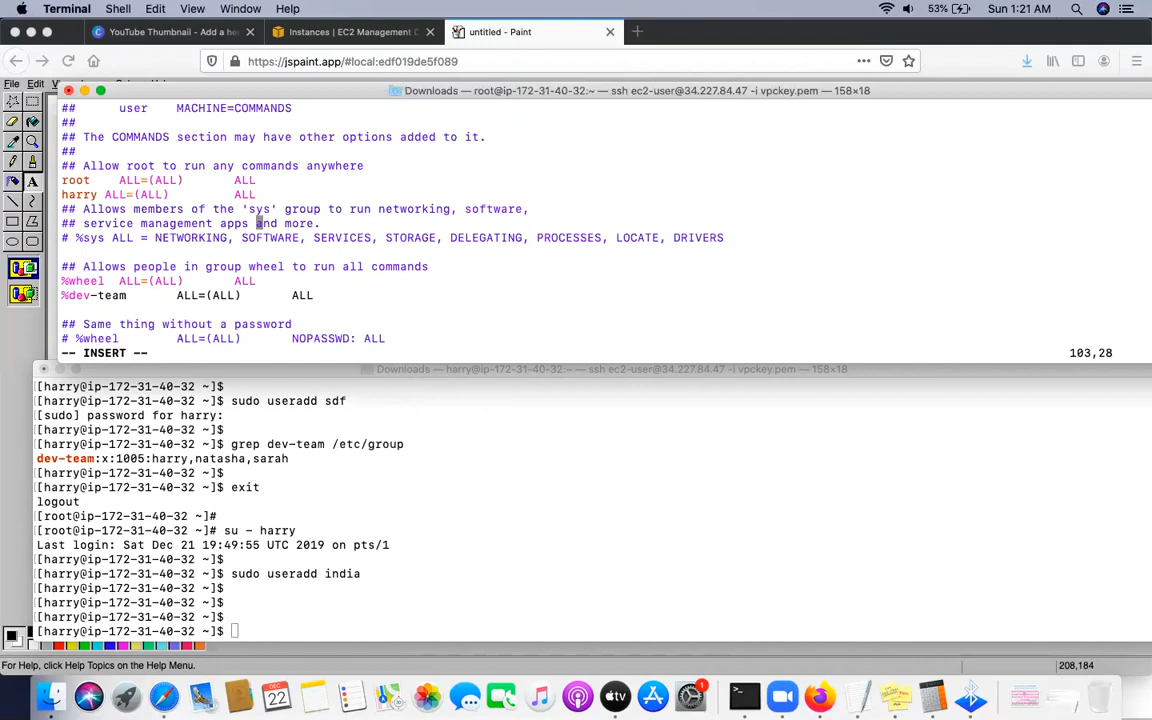 Terminal Shell Edit View Window Help 53% Sun 1:21 AM
YouTube Thumbnail - Add a he Instances | EC2 Management C untitled - Paint
https://jspaint.app/#local:edf019de5f089
File Edit
Downloads — root@ip-172-31-40-32:~ — ssh ec2-user@34.227.84.47 -i vpckey.pem — 158×18
## user MACHINE=COMMANDS
##
## The COMMANDS section may have other options added to it.
##
## Allow root to run any commands anywhere
root ALL=(ALL) ALL
harry ALL=(ALL) ALL
## Allows members of the 'sys' group to run networking, software,
## service management apps and more.
# %sys ALL = NETWORKING, SOFTWARE, SERVICES, STORAGE, DELEGATING, PROCESSES, LOCATE, DRIVERS
## Allows people in group wheel to run all commands
%wheel ALL=(ALL) ALL
%dev-team ALL=(ALL) ALL
## Same thing without a password
# %wheel ALL=(ALL) NOPASSWD: ALL
-- INSERT -- 103,28
Downloads — harry@ip-172-31-40-32:~ — ssh ec2-user@34.227.84.47 -i vpckey.pem — 158×18
[harry@ip-172-31-40-32 ~]$
[harry@ip-172-31-40-32 ~]$ sudo useradd sdf
[sudo] password for harry:
[harry@ip-172-31-40-32 ~]$
[harry@ip-172-31-40-32 ~]$ grep dev-team /etc/group
dev-team:x:1005:harry,natasha,sarah
[harry@ip-172-31-40-32 ~]$
[harry@ip-172-31-40-32 ~]$ exit
logout
[root@ip-172-31-40-32 ~]#
[root@ip-172-31-40-32 ~]# su - harry
Last login: Sat Dec 21 19:49:55 UTC 2019 on pts/1
[harry@ip-172-31-40-32 ~]$
[harry@ip-172-31-40-32 ~]$ sudo useradd india
[harry@ip-172-31-40-32 ~]$
[harry@ip-172-31-40-32 ~]$
[harry@ip-172-31-40-32 ~]$
[harry@ip-172-31-40-32 ~]$
For Help, click Help Topics on the Help Menu. 208,184
DEC 22 tv 1